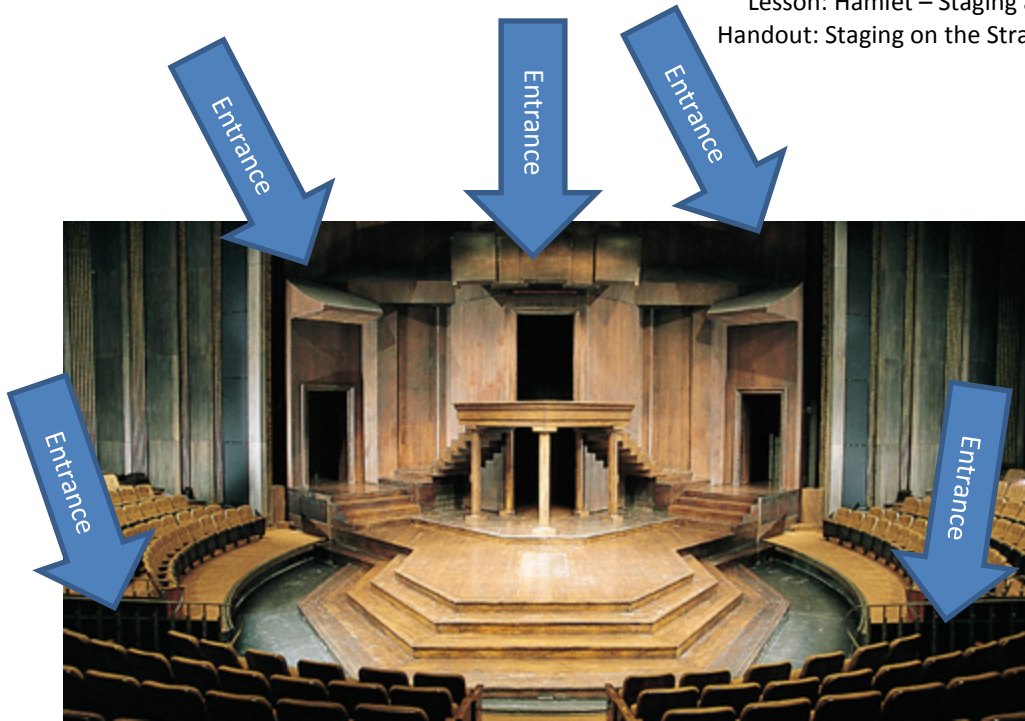 Lesson: Hamlet – Staging
Handout: Staging on the
Entrance
Entrance
Entrance
Entrance
Entrance